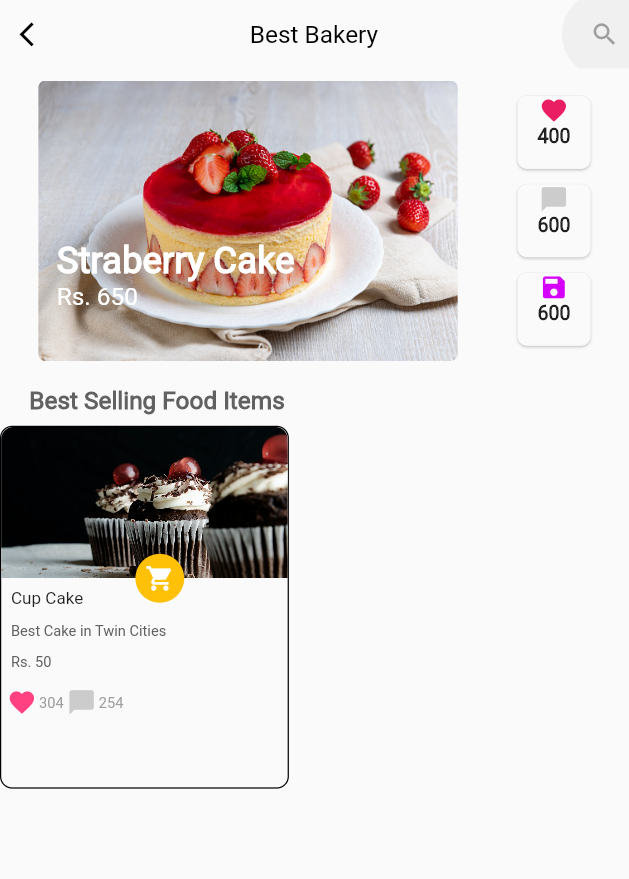 Best Bakery
400
600
600
Straberry Cake
Rs. 650
Best Selling Food Items
Cup Cake
Best Cake in Twin Cities
Rs. 50
304 254